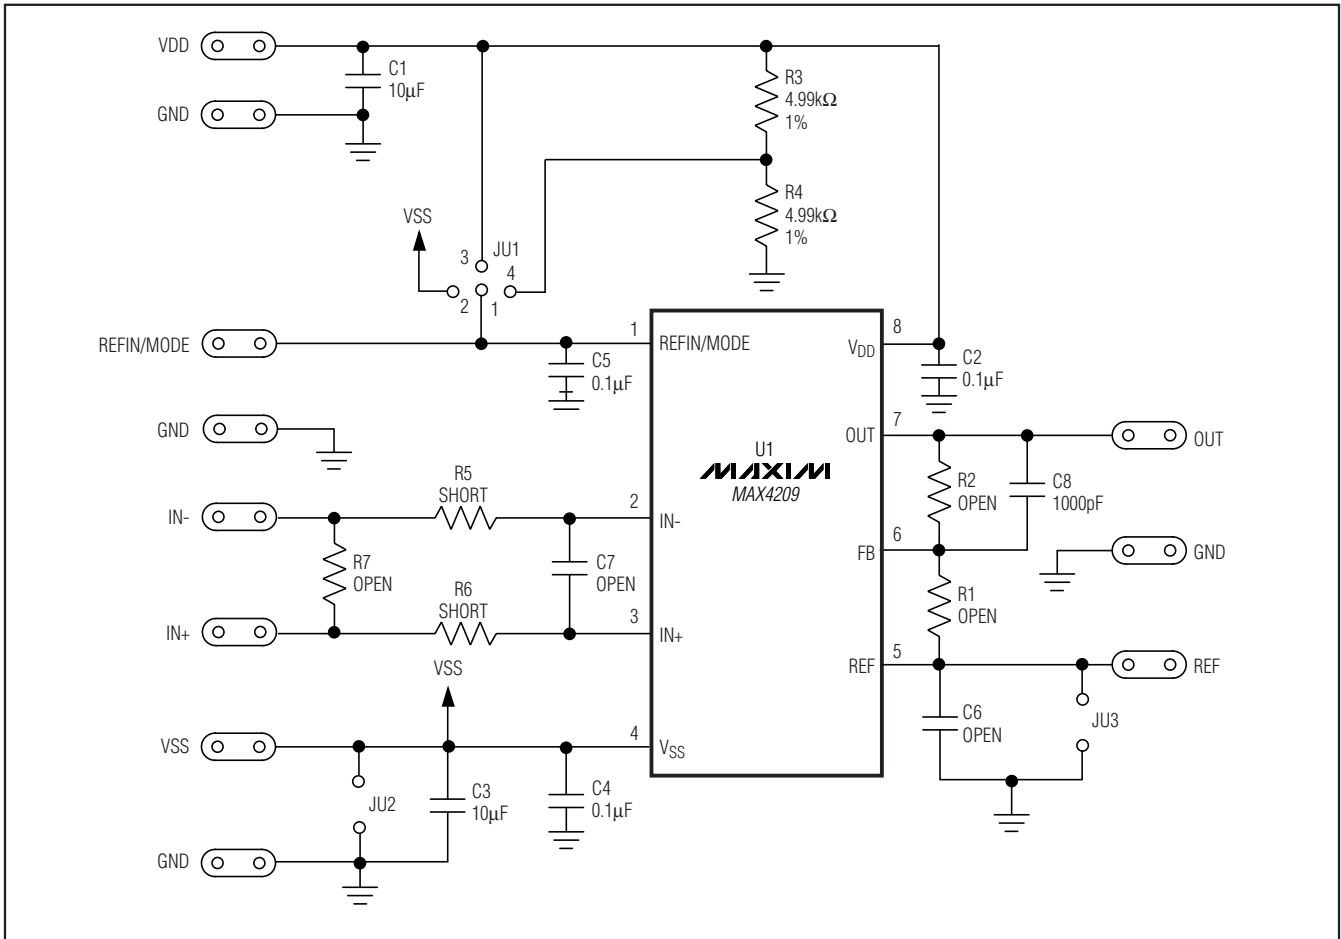 VDD
C1
10µF
GND
R3
4.99kΩ
1%
R4
4.99kΩ
1%
VSS
3
JU1
4
2
1
REFIN/MODE
1
REFIN/MODE
C5
0.1µF
8
VDD
C2
0.1µF
GND
7
OUT
OUT
U1
MAXIM
MAX4209
R2
OPEN
C8
1000pF
R5
SHORT
IN-
2
IN-
6
FB
GND
R7
OPEN
C7
OPEN
R6
SHORT
R1
OPEN
IN+
3
IN+
5
REF
REF
VSS
C6
OPEN
JU3
VSS
4
VSS
JU2
C3
10µF
C4
0.1µF
GND